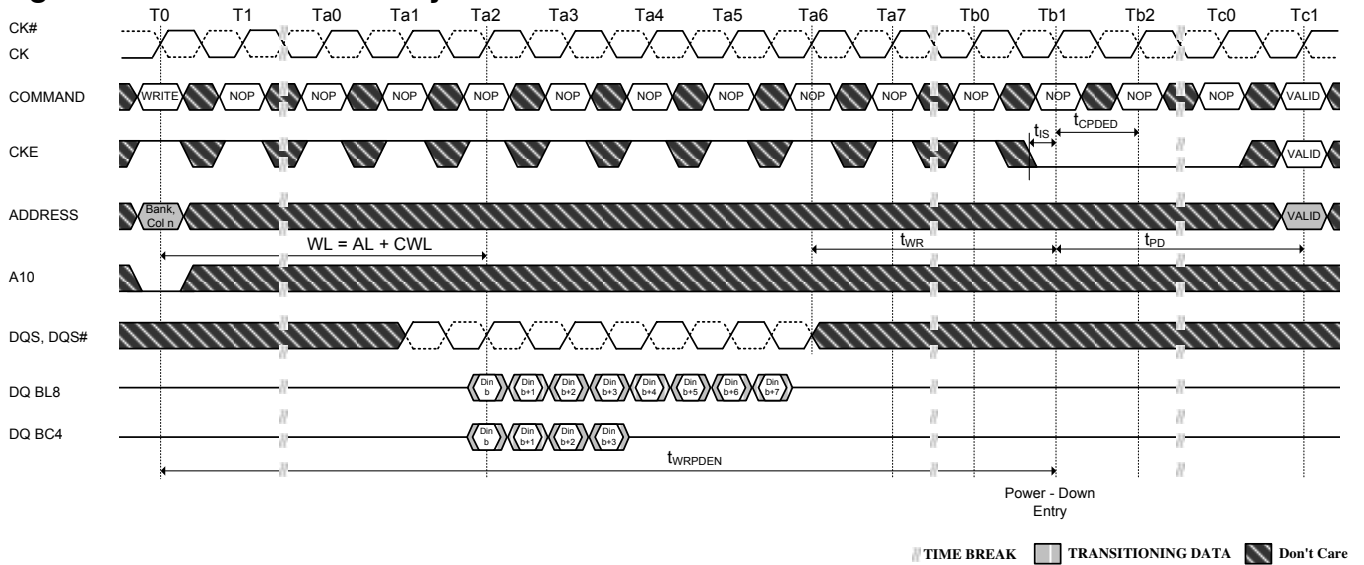 T0 T1 Ta0 Ta1 Ta2 Ta3 Ta4 Ta5 Ta6 Ta7 Tb0 Tb1 Tb2 Tc0 Tc1
CK#
CK
COMMAND WRITE NOP NOP NOP NOP NOP NOP NOP NOP NOP NOP NOP NOP NOP VALID
tIS tCPDED
CKE VALID
ADDRESS Bank, Col n VALID
WL = AL + CWL tWR tPD
A10
DQS, DQS#
DQ BL8 Din b Din b+1 Din b+2 Din b+3 Din b+4 Din b+5 Din b+6 Din b+7
DQ BC4 Din b Din b+1 Din b+2 Din b+3
tWRPDEN
Power - Down
Entry
TIME BREAK TRANSITIONING DATA Don't Care